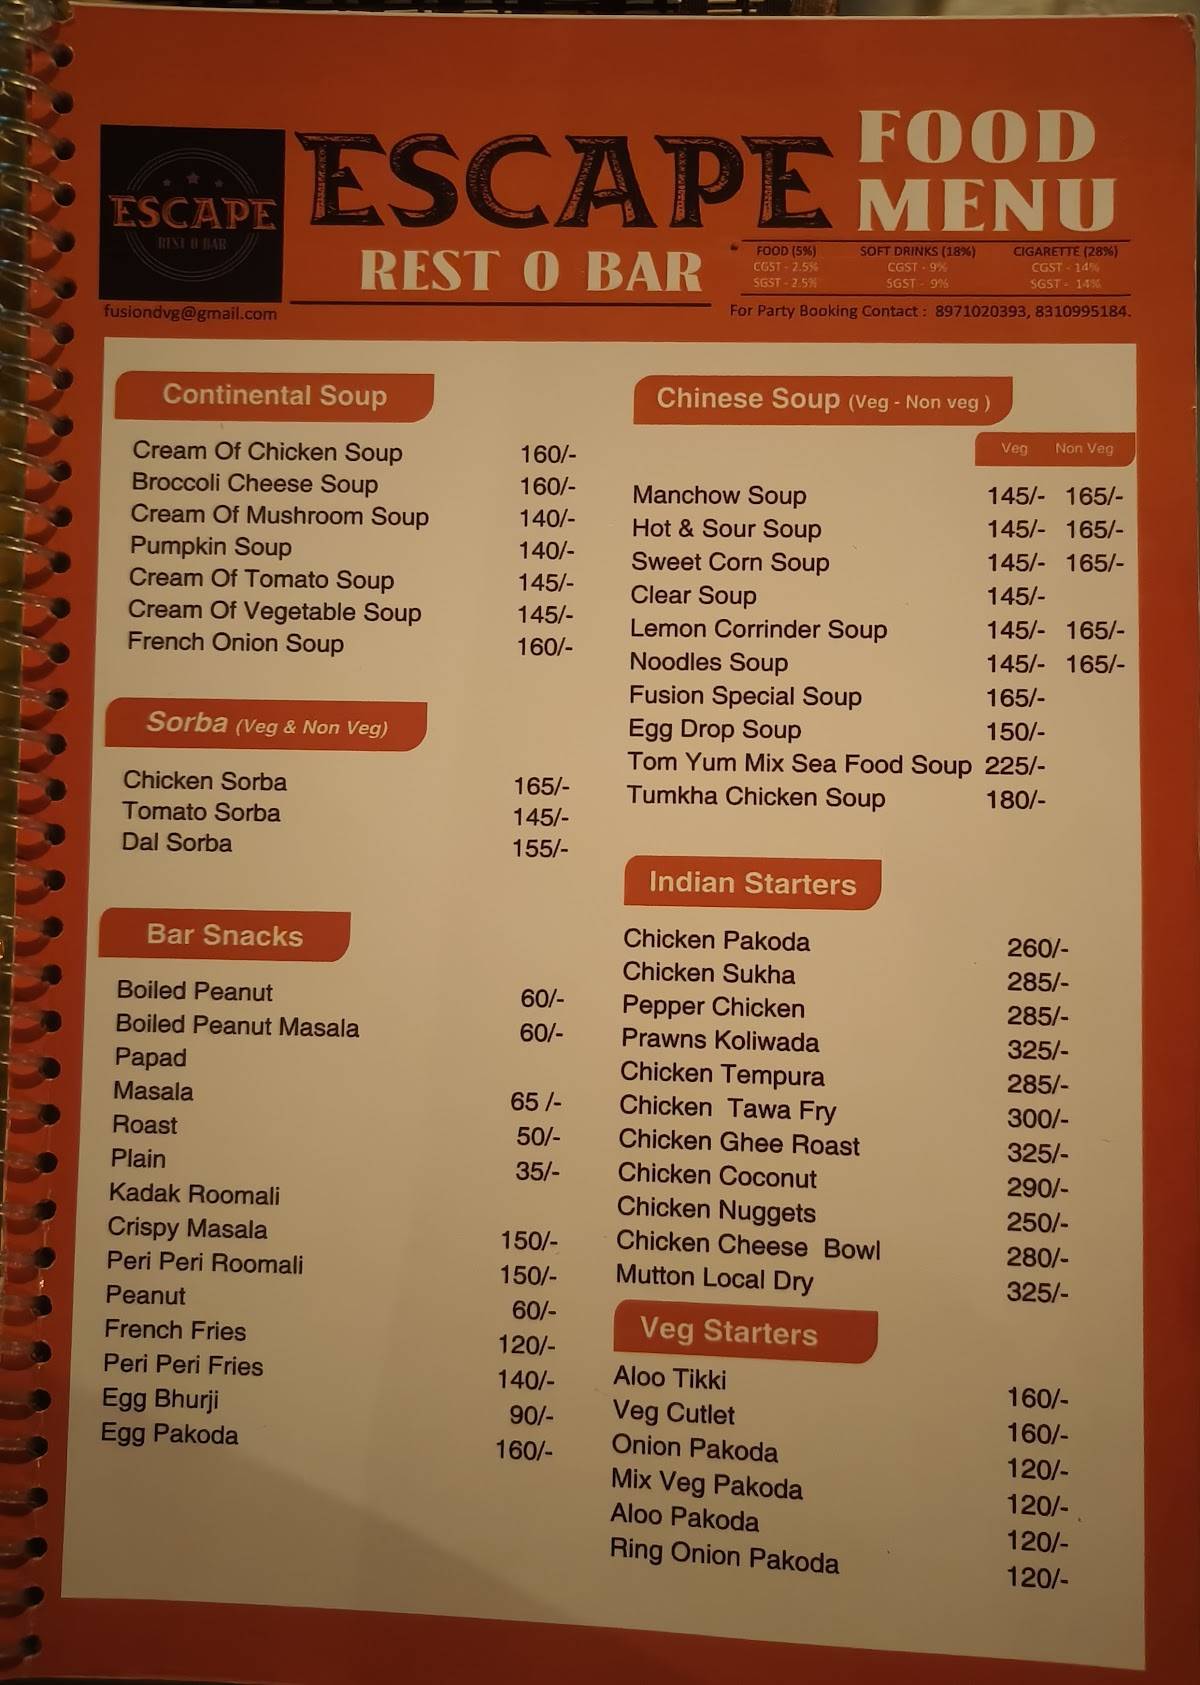 ESCAPE
REST O BAR
fusiondvg@gmail.com
ESCAPE
REST O BAR
FOOD
MENU
FOOD (5%) SOFT DRINKS (18%) CIGARETTE (28%)
CGST - 2.5% CGST - 9% CGST - 14%
SGST - 2.5% SGST - 9% SGST - 14%
For Party Booking Contact : 8971020393, 8310995184.
Continental Soup
Cream Of Chicken Soup 160/-
Broccoli Cheese Soup 160/-
Cream Of Mushroom Soup 140/-
Pumpkin Soup 140/-
Cream Of Tomato Soup 145/-
Cream Of Vegetable Soup 145/-
French Onion Soup 160/-
Sorba (Veg & Non Veg)
Chicken Sorba 165/-
Tomato Sorba 145/-
Dal Sorba 155/-
Bar Snacks
Boiled Peanut 60/-
Boiled Peanut Masala 60/-
Papad
Masala 65 /-
Roast 50/-
Plain 35/-
Kadak Roomali
Crispy Masala 150/-
Peri Peri Roomali 150/-
Peanut 60/-
French Fries 120/-
Peri Peri Fries 140/-
Egg Bhurji 90/-
Egg Pakoda 160/-
Chinese Soup (Veg - Non veg )
Veg Non Veg
Manchow Soup 145/- 165/-
Hot & Sour Soup 145/- 165/-
Sweet Corn Soup 145/- 165/-
Clear Soup 145/-
Lemon Corrinder Soup 145/- 165/-
Noodles Soup 145/- 165/-
Fusion Special Soup 165/-
Egg Drop Soup 150/-
Tom Yum Mix Sea Food Soup 225/-
Tumkha Chicken Soup 180/-
Indian Starters
Chicken Pakoda 260/-
Chicken Sukha 285/-
Pepper Chicken 285/-
Prawns Koliwada 325/-
Chicken Tempura 285/-
Chicken Tawa Fry 300/-
Chicken Ghee Roast 325/-
Chicken Coconut 290/-
Chicken Nuggets 250/-
Chicken Cheese Bowl 280/-
Mutton Local Dry 325/-
Veg Starters
Aloo Tikki 160/-
Veg Cutlet 160/-
Onion Pakoda 120/-
Mix Veg Pakoda 120/-
Aloo Pakoda 120/-
Ring Onion Pakoda 120/-